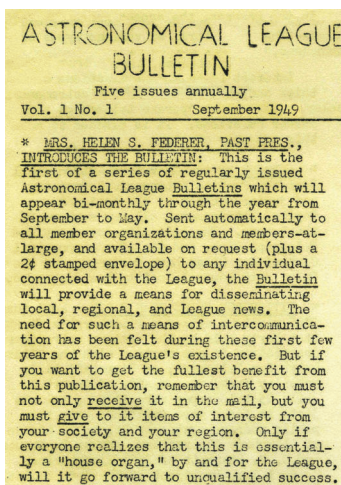 ASTRONOMICAL LEAGUE
BULLETIN
Five issues annually
Vol. 1 No. 1 September 1949
* MRS. HELEN S. FEDERER, PAST PRES.,
INTRODUCES THE BULLETIN: This is the
first of a series of regularly issued
Astronomical League Bulletins which will
appear bi-monthly through the year from
September to May. Sent automatically to
all member organizations and members-at-
large, and available on request (plus a
2¢ stamped envelope) to any individual
connected with the League, the Bulletin
will provide a means for disseminating
local, regional, and League news. The
need for such a means of intercommunica-
tion has been felt during these first few
years of the League's existence. But if
you want to get the fullest benefit from
this publication, remember that you must
not only receive it in the mail, but you
must give to it items of interest from
your society and your region. Only if
everyone realizes that this is essential-
ly a "house organ," by and for the League,
will it go forward to unqualified success.